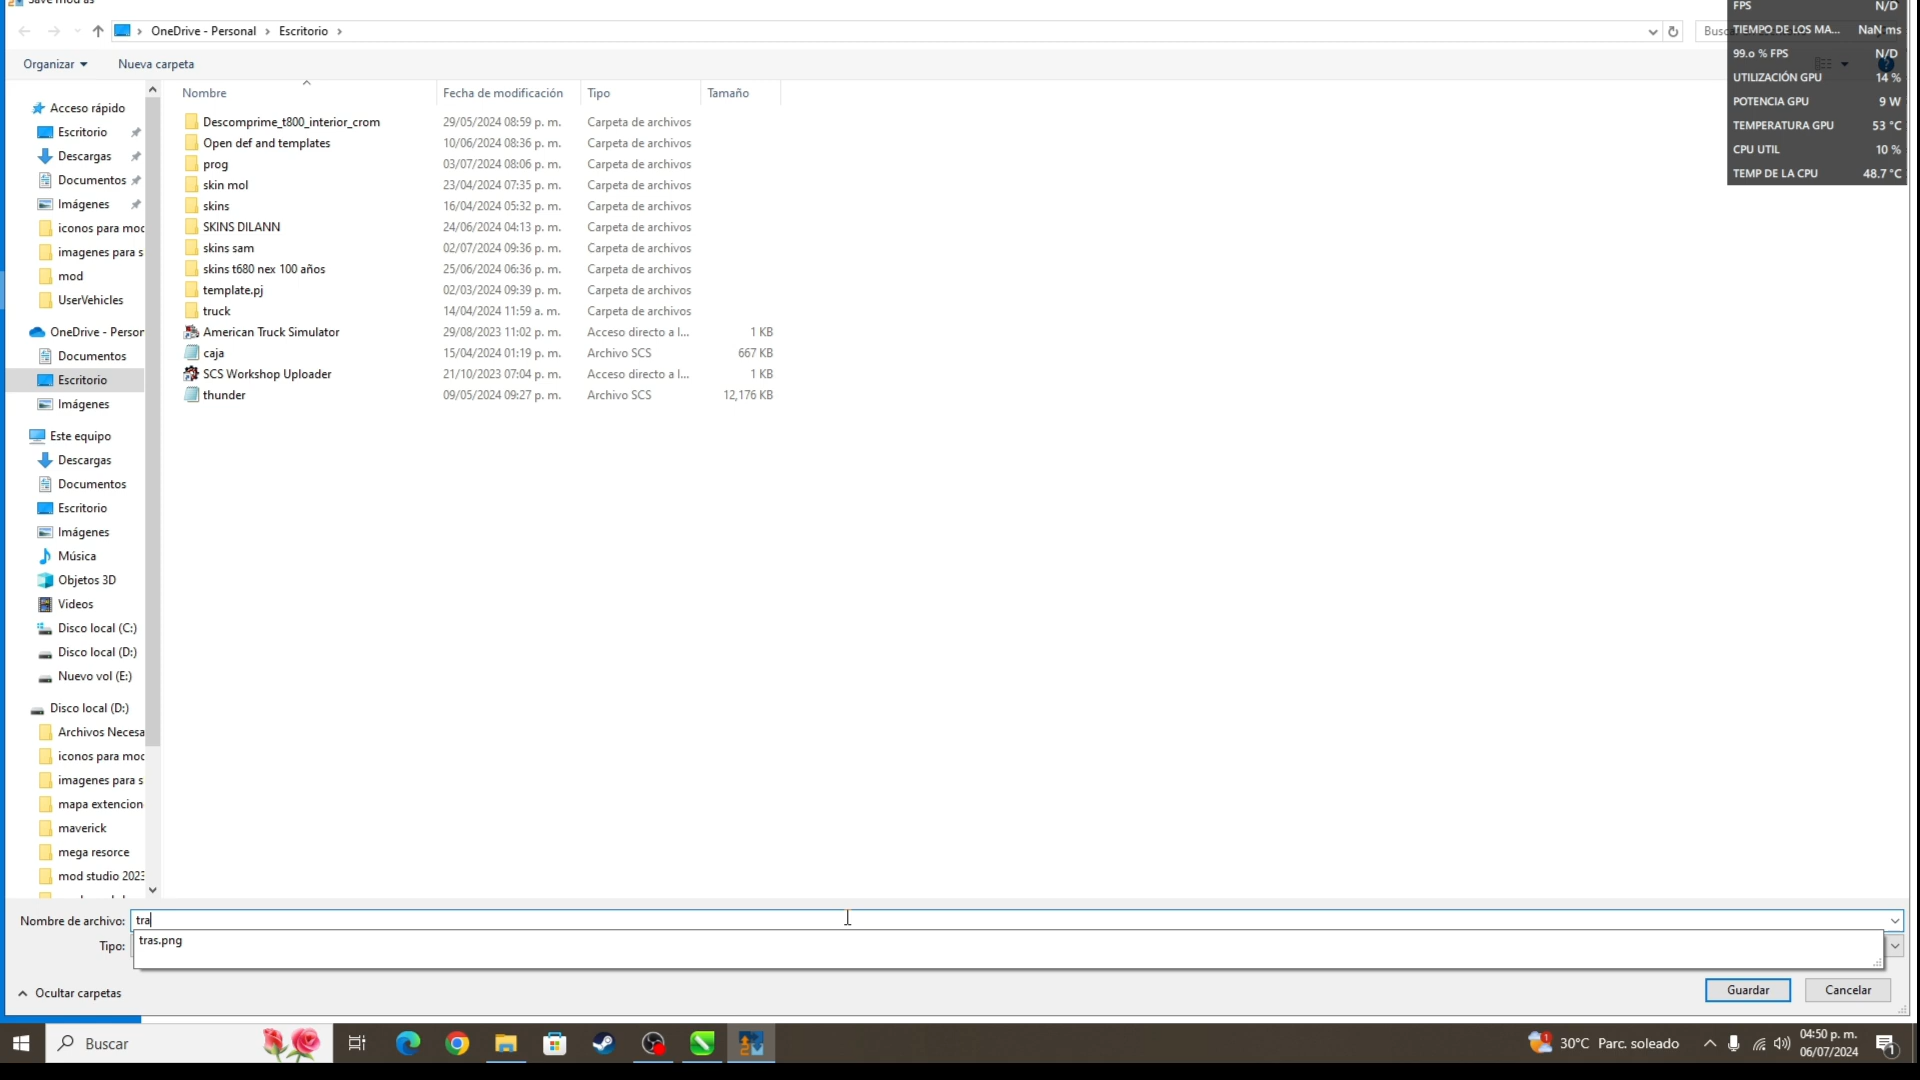 Save mod as
OneDrive - Personal
Escritorio
Busc
Organizar
Nueva carpeta
FPS N/D
TIEMPO DE LOS MA... NaN ms
99.o % FPS N/D
UTILIZACIÓN GPU 14 %
POTENCIA GPU 9 W
TEMPERATURA GPU 53 °C
CPU UTIL 10 %
TEMP DE LA CPU 48.7 °C
Acceso rápido
Escritorio
Descargas
Documentos
Imágenes
iconos para moc
imagenes para s
mod
UserVehicles
OneDrive - Person
Documentos
Escritorio
Imágenes
Este equipo
Descargas
Documentos
Escritorio
Imágenes
Música
Objetos 3D
Videos
Disco local (C:)
Disco local (D:)
Nuevo vol (E:)
Disco local (D:)
Archivos Necesa
iconos para moc
imagenes para s
mapa extencion
maverick
mega resorce
mod studio 2023
Nombre Fecha de modificación Tipo Tamaño
Descomprime_t800_interior_crom 29/05/2024 08:59 p. m. Carpeta de archivos
Open def and templates 10/06/2024 08:36 p. m. Carpeta de archivos
prog 03/07/2024 08:06 p. m. Carpeta de archivos
skin mol 23/04/2024 07:35 p. m. Carpeta de archivos
skins 16/04/2024 05:32 p. m. Carpeta de archivos
SKINS DILANN 24/06/2024 04:13 p. m. Carpeta de archivos
skins sam 02/07/2024 09:36 p. m. Carpeta de archivos
skins t680 nex 100 años 25/06/2024 06:36 p. m. Carpeta de archivos
template.pj 02/03/2024 09:39 p. m. Carpeta de archivos
truck 14/04/2024 11:59 a. m. Carpeta de archivos
American Truck Simulator 29/08/2023 11:02 p. m. Acceso directo a l... 1 KB
caja 15/04/2024 01:19 p. m. Archivo SCS 667 KB
SCS Workshop Uploader 21/10/2023 07:04 p. m. Acceso directo a l... 1 KB
thunder 09/05/2024 09:27 p. m. Archivo SCS 12,176 KB
Nombre de archivo: tra
tras.png
Tipo:
Ocultar carpetas
Guardar
Cancelar
Buscar
30°C Parc. soleado
04:50 p. m.
06/07/2024
1